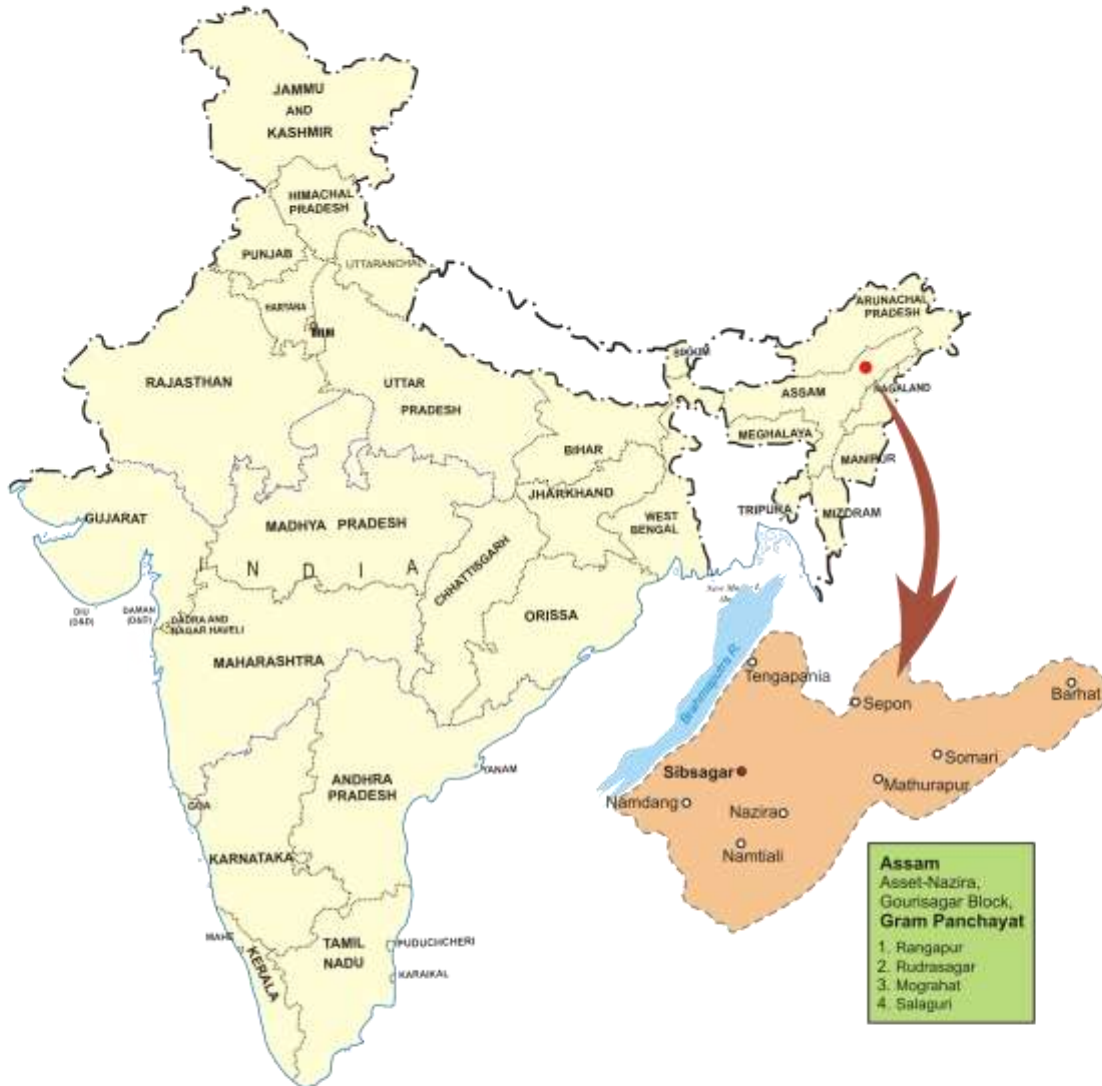 JAMMU
AND
KASHMIR
HIMACHAL
PRADESH
PUNJAB
UTTARANCHAL
HARYANA
ARUNACHAL
PRADESH
SIKKIM
RAJASTHAN
UTTAR
PRADESH
ASSAM
NAGALAND
MEGHALAYA
BIHAR
MANIPUR
JHARKHAND
GUJARAT
MADHYA PRADESH
WEST
BENGAL
TRIPURA
MIZORAM
INDIA
CHHATTISGARH
DIU
(D&D)
DAMAN
(D&D)
DADRA AND
NAGAR HAVELI
ORISSA
MAHARASHTRA
Brahmaputra R.
Tengapania
Sepon
Barhat
YANAM
ANDHRA
PRADESH
Sibsagar
Somari
Mathurapur
GOA
Namdang
Nazira
Namtiali
KARNATAKA
Assam
Asset-Nazira,
Gourisagar Block,
Gram Panchayat
1. Rangapur
2. Rudrasagar
3. Mograhat
4. Salaguri
MAHE
KERALA
TAMIL
NADU
PUDUCHCHERI
KARAIKAL